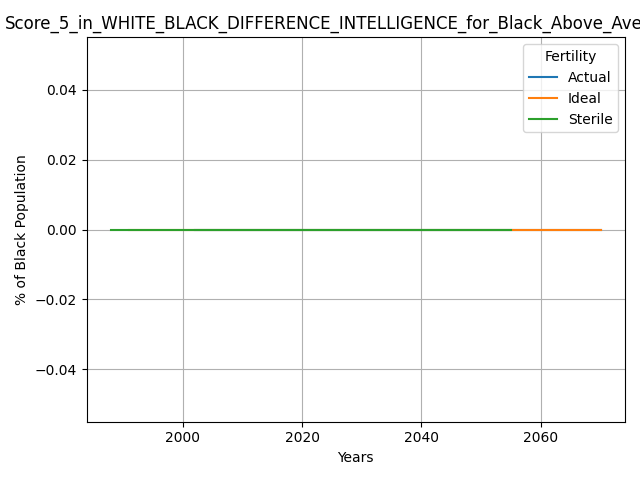 Score_5_in_WHITE_BLACK_DIFFERENCE_INTELLIGENCE_for_Black_Above_Ave
Fertility
Actual
Ideal
Sterile
0.04
0.02
0.00
−0.02
−0.04
% of Black Population
2000
2020
2040
2060
Years